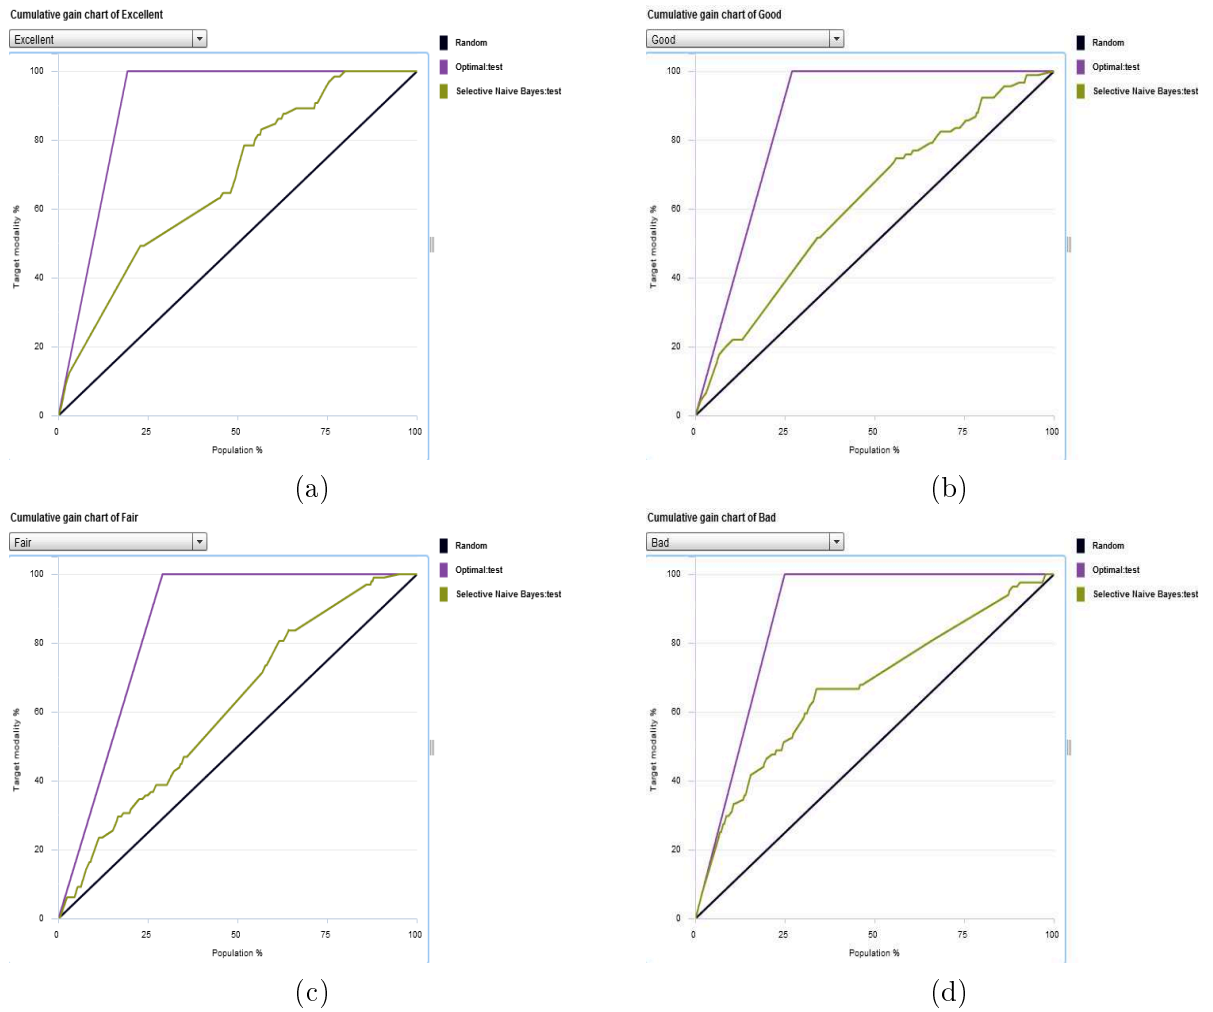 Cumulative gain chart of Excellent
Excellent
Random
Optimal:test
Selective Naive Bayes:test
100
80
60
40
20
0
Target modality %
0 25 50 75 100
Population %
(a)
Cumulative gain chart of Good
Good
Random
Optimal:test
Selective Naive Bayes:test
100
80
60
40
20
0
Target modality %
0 25 50 75 100
Population %
(b)
Cumulative gain chart of Fair
Fair
Random
Optimal:test
Selective Naive Bayes:test
100
80
60
40
20
0
Target modality %
0 25 50 75 100
Population %
(c)
Cumulative gain chart of Bad
Bad
Random
Optimal:test
Selective Naive Bayes:test
100
80
60
40
20
0
Target modality %
0 25 50 75 100
Population %
(d)